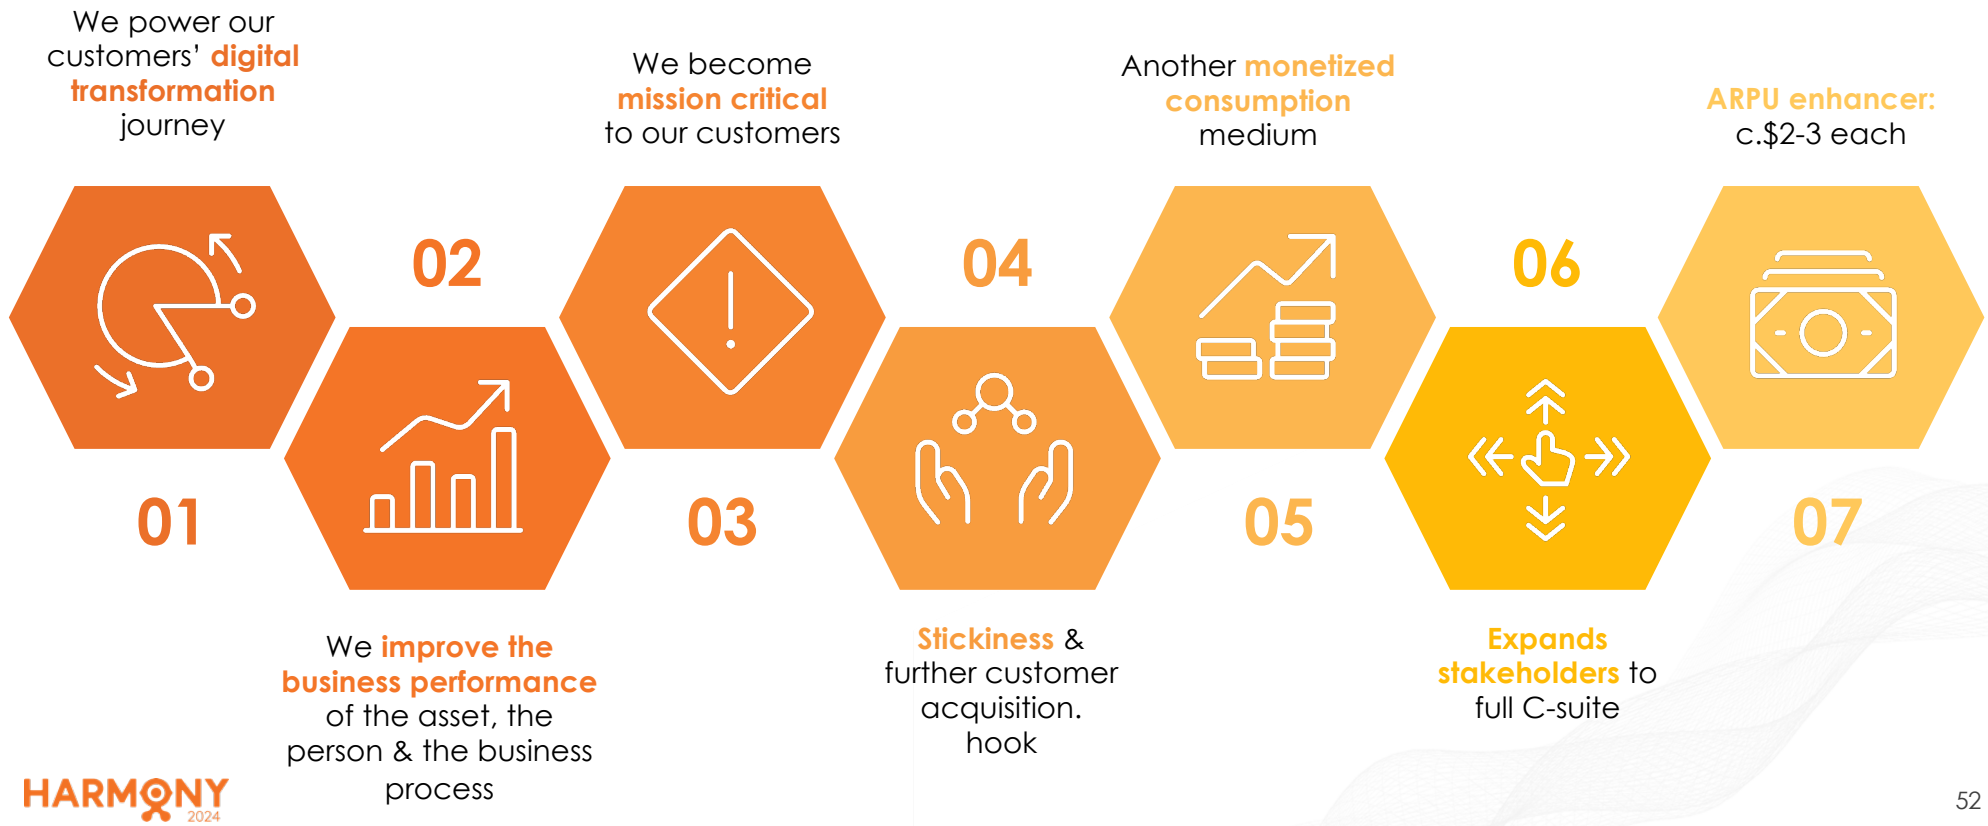 We power our
customers’ digital
transformation
journey
01
02
We improve the
business performance
of the asset, the
person & the business
process
We become
mission critical
to our customers
03
04
Stickiness &
further customer
acquisition.
hook
Another monetized
consumption
medium
05
06
Expands
stakeholders to
full C-suite
ARPU enhancer:
c.$2-3 each
07
HARMONY
2024
52